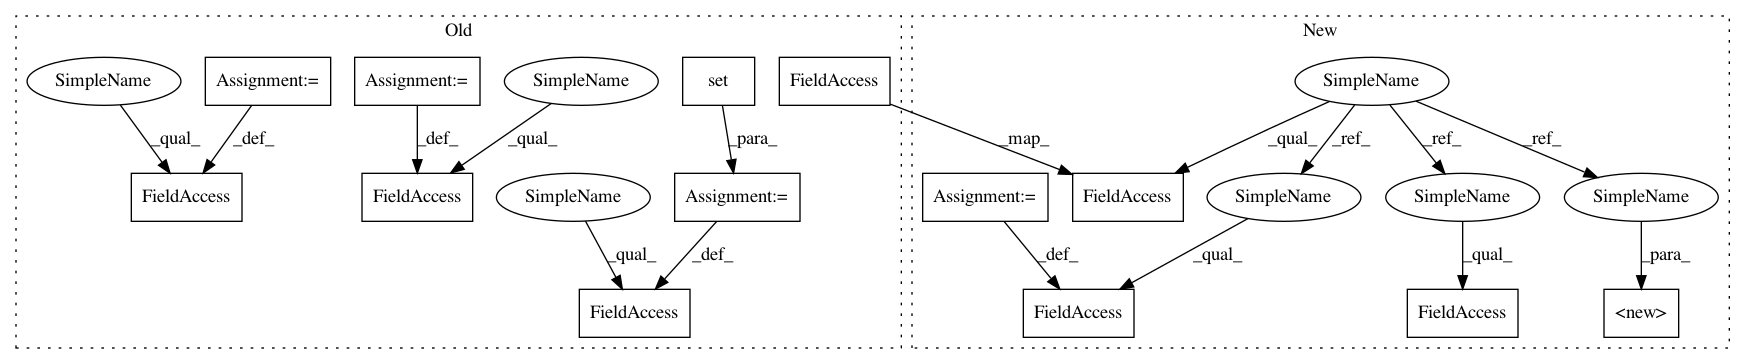 Old
New
SimpleName
Assignment:=
Assignment:=
SimpleName
set
FieldAccess
SimpleName
_qual_
_def_
_def_
_qual_
_para_
_map_
_qual_
_ref_
_ref_
_ref_
FieldAccess
FieldAccess
SimpleName
Assignment:=
Assignment:=
FieldAccess
SimpleName
SimpleName
SimpleName
_qual_
_def_
_def_
_qual_
_qual_
_para_
FieldAccess
FieldAccess
FieldAccess
<new>